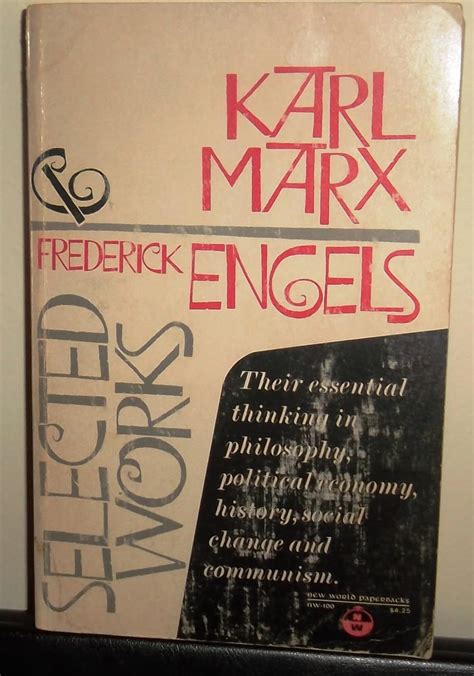 KARL
MARX
&
FREDERICK ENGELS
SELECTED
WORKS
Their essential
thinking in
philosophy,
political economy,
history, social
change and
communism.
NEW WORLD PAPERBACKS
NW-100 $4.25
N
W